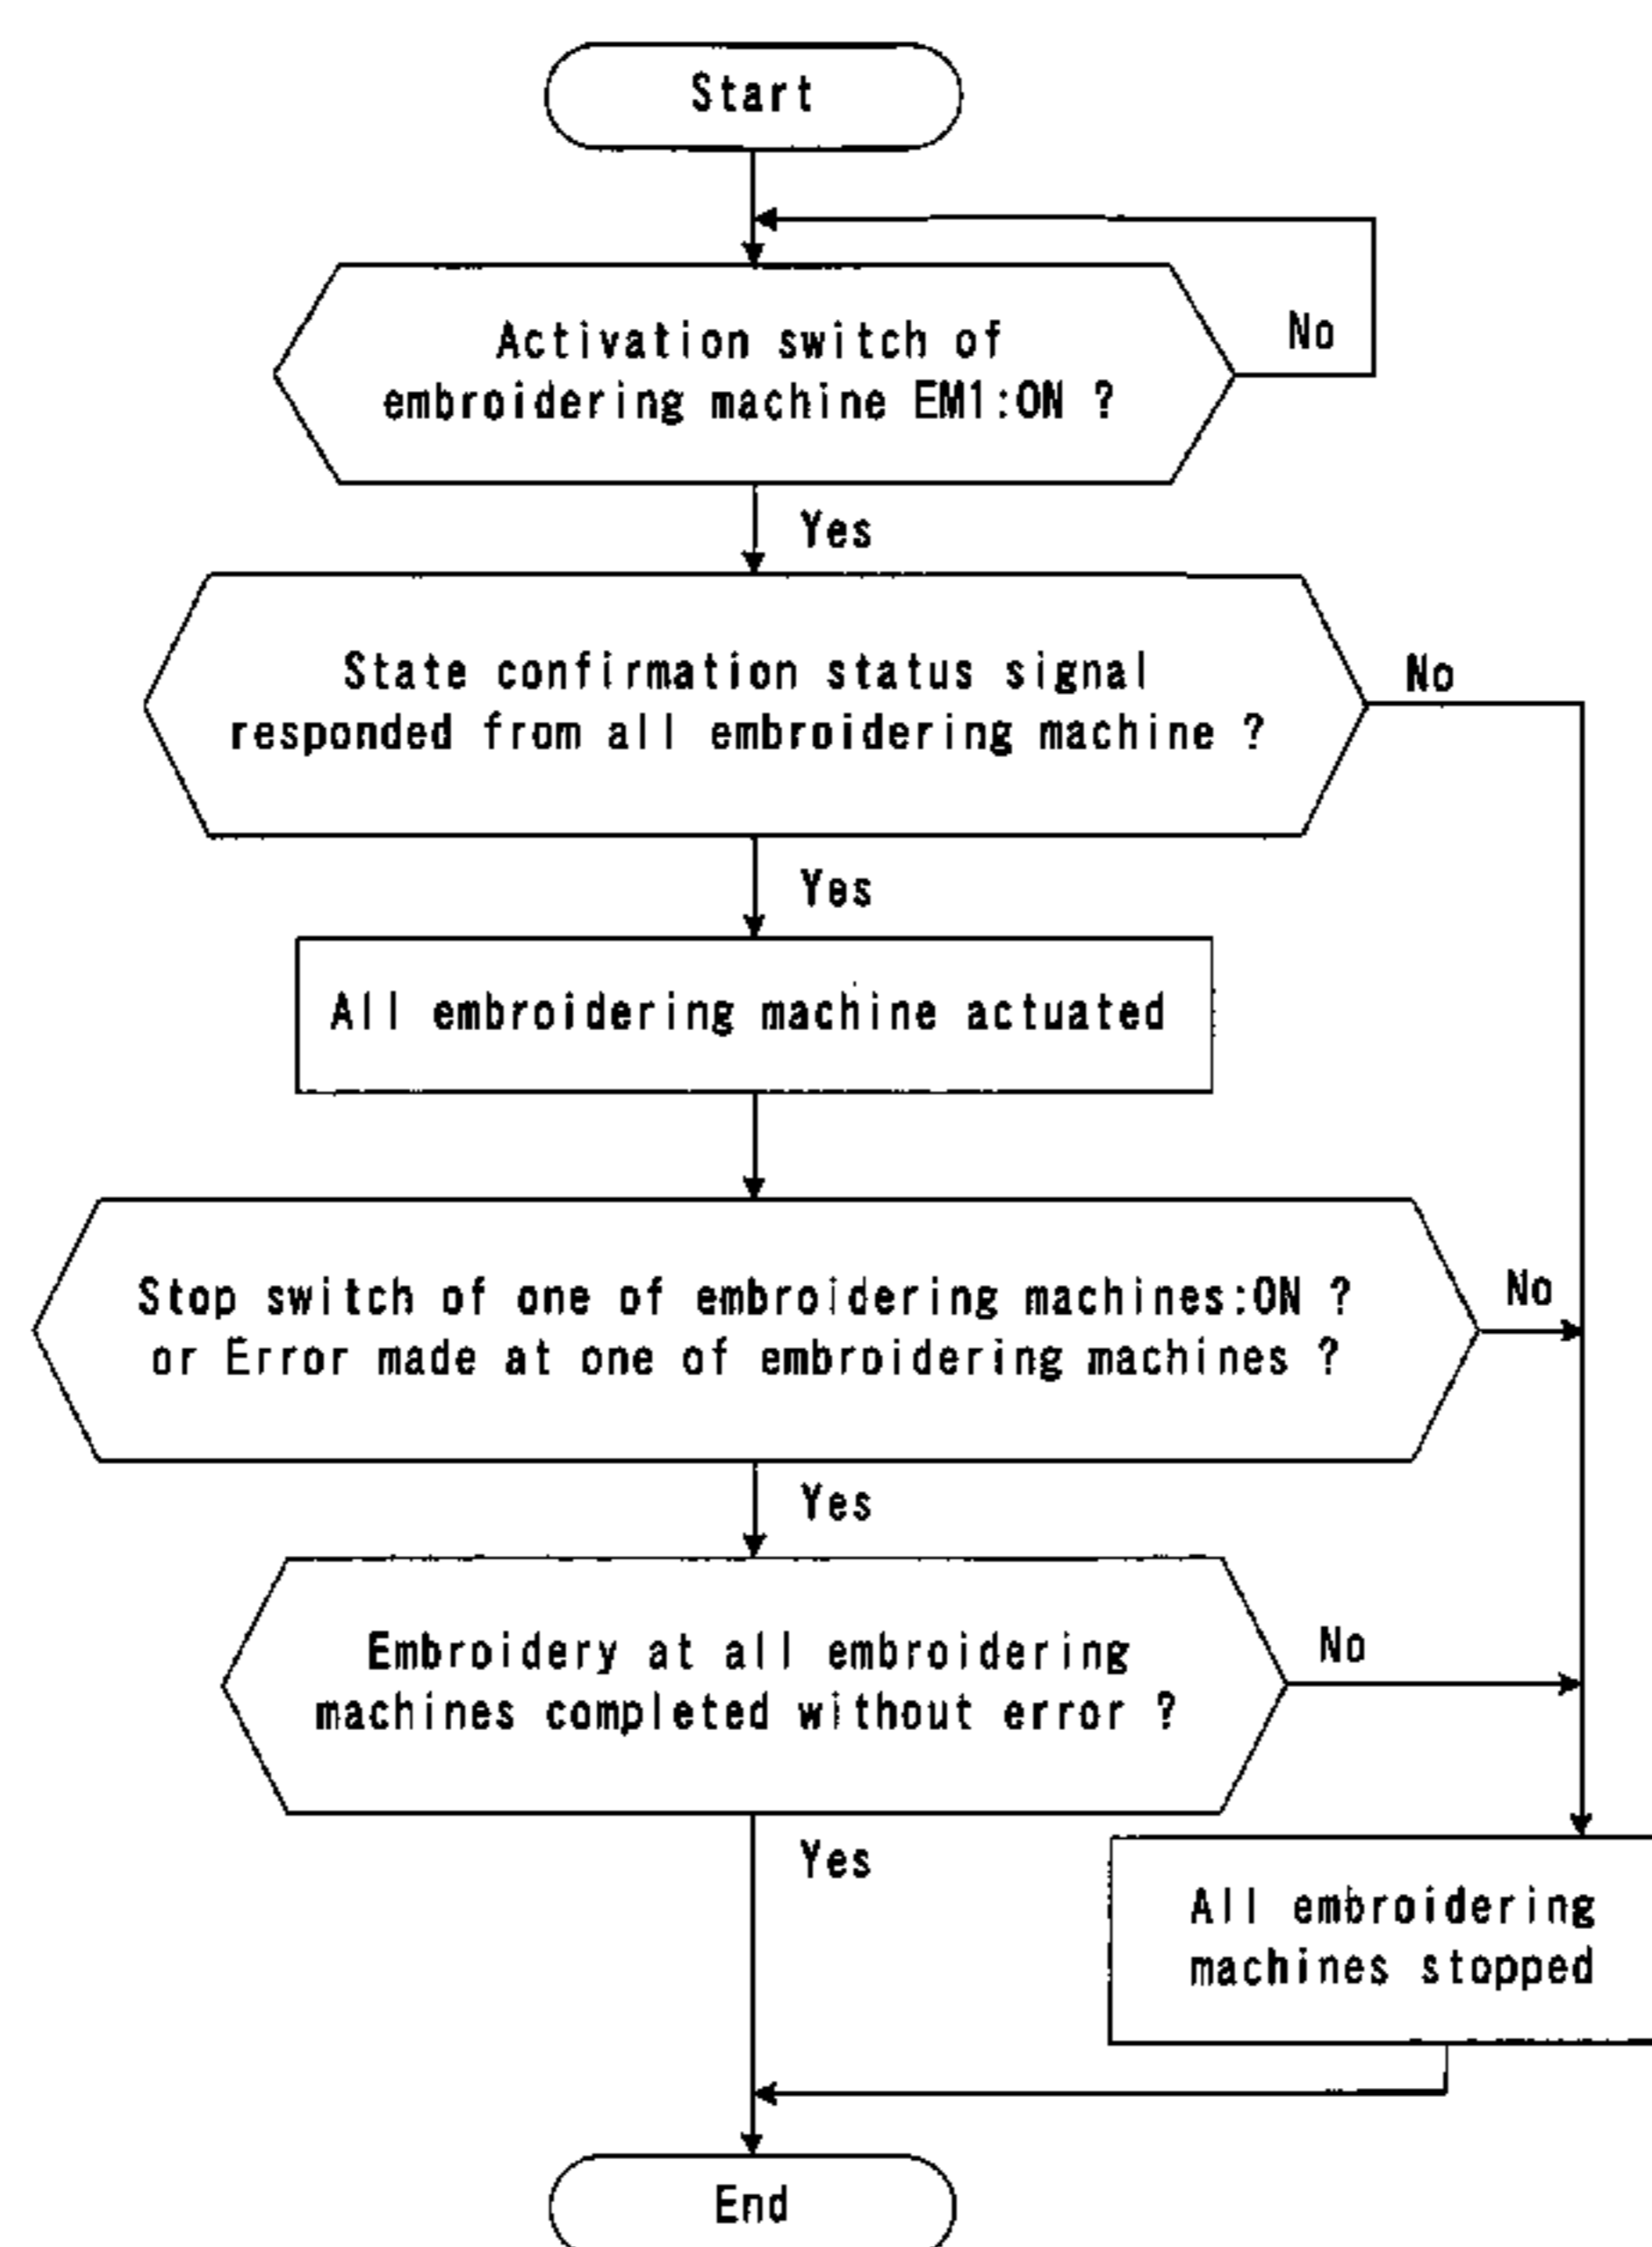 Start
No
Activation switch of
embroidering machine EM1:ON ?
Yes
State confirmation status signal
responded from all embroidering machine ?
No
Yes
All embroidering machine actuated
Stop switch of one of embroidering machines:ON ?
or Error made at one of embroidering machines ?
No
Yes
Embroidery at all embroidering
machines completed without error ?
No
Yes
All embroidering
machines stopped
End